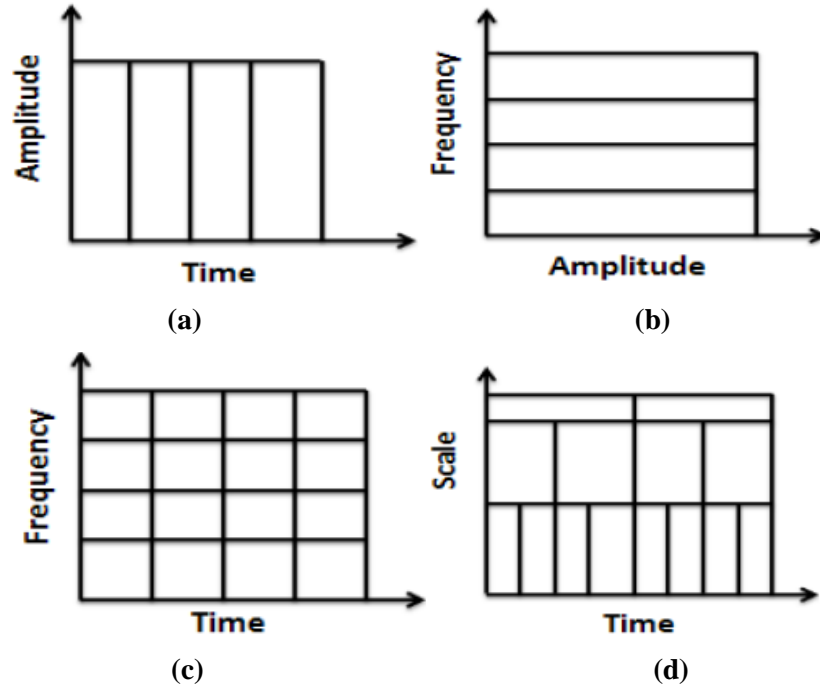 Amplitude
Time
(a)
Frequency
Amplitude
(b)
Frequency
Time
(c)
Scale
Time
(d)